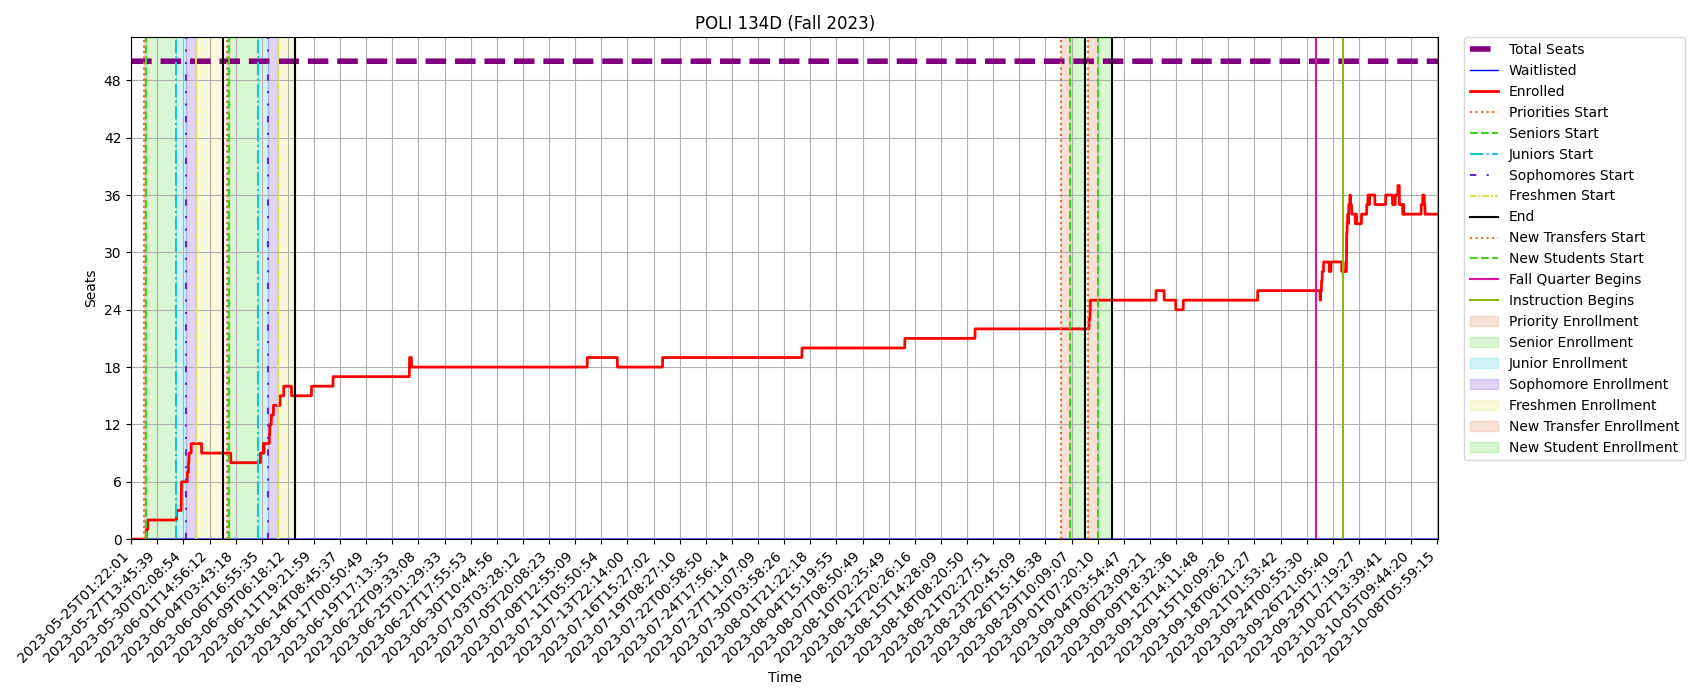 POLI 134D (Fall 2023)
Seats
48
42
36
30
24
18
12
6
0
2023-05-25T01:22:01
2023-05-27T13:45:39
2023-05-30T02:08:54
2023-06-01T14:56:12
2023-06-04T03:43:18
2023-06-06T16:55:35
2023-06-09T06:18:12
2023-06-11T19:21:59
2023-06-14T08:45:37
2023-06-17T00:50:49
2023-06-19T17:13:35
2023-06-22T09:33:08
2023-06-25T01:29:33
2023-06-27T17:55:53
2023-06-30T10:44:56
2023-07-03T03:28:12
2023-07-05T20:08:23
2023-07-08T12:55:09
2023-07-11T05:50:54
2023-07-13T22:14:00
2023-07-16T15:27:02
2023-07-19T08:27:10
2023-07-22T00:58:50
2023-07-24T17:56:14
2023-07-27T11:07:09
2023-07-30T03:58:26
2023-08-01T21:22:18
2023-08-04T15:19:55
2023-08-07T08:50:49
2023-08-10T02:25:49
2023-08-12T20:26:16
2023-08-15T14:28:09
2023-08-18T08:20:50
2023-08-21T02:27:51
2023-08-23T20:45:09
2023-08-26T15:16:38
2023-08-29T10:09:07
2023-09-01T07:20:10
2023-09-04T03:54:47
2023-09-06T23:09:21
2023-09-09T18:32:36
2023-09-12T14:11:48
2023-09-15T10:09:26
2023-09-18T06:21:27
2023-09-21T01:53:42
2023-09-24T00:55:30
2023-09-26T21:05:40
2023-09-29T17:19:27
2023-10-02T13:39:41
2023-10-05T09:44:20
2023-10-08T05:59:15
Time
Total Seats
Waitlisted
Enrolled
Priorities Start
Seniors Start
Juniors Start
Sophomores Start
Freshmen Start
End
New Transfers Start
New Students Start
Fall Quarter Begins
Instruction Begins
Priority Enrollment
Senior Enrollment
Junior Enrollment
Sophomore Enrollment
Freshmen Enrollment
New Transfer Enrollment
New Student Enrollment